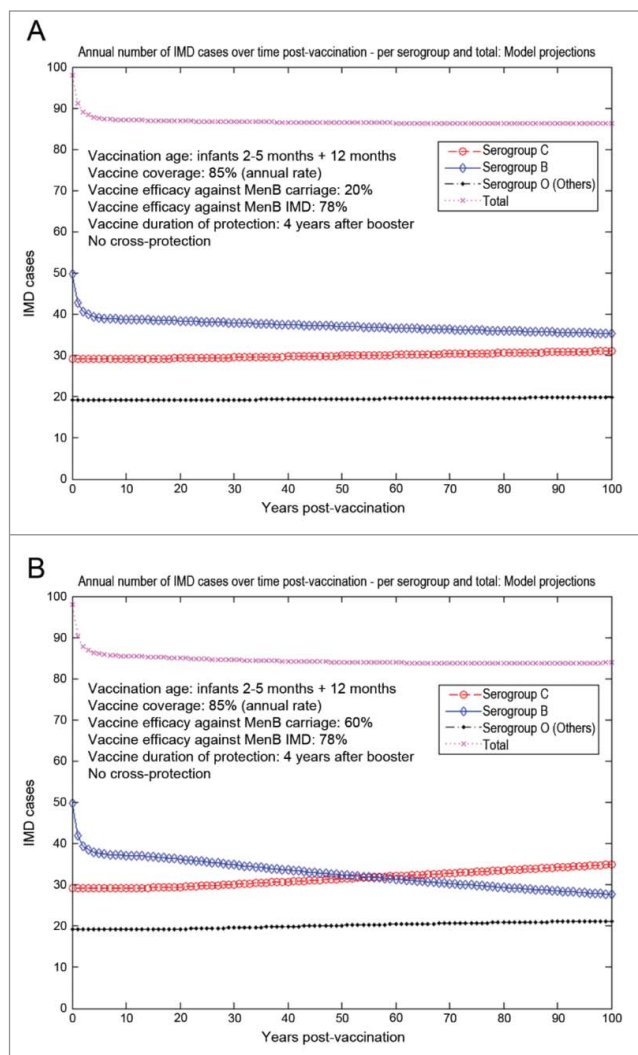 A
Annual number of IMD cases over time post-vaccination - per serogroup and total: Model projections
100
90
80
70
60
50
40
30
20
10
0
IMD cases
Vaccination age: infants 2-5 months + 12 months
Vaccine coverage: 85% (annual rate)
Vaccine efficacy against MenB carriage: 20%
Vaccine efficacy against MenB IMD: 78%
Vaccine duration of protection: 4 years after booster
No cross-protection
Serogroup C
Serogroup B
Serogroup O (Others)
Total
0 10 20 30 40 50 60 70 80 90 100
Years post-vaccination
B
Annual number of IMD cases over time post-vaccination - per serogroup and total: Model projections
100
90
80
70
60
50
40
30
20
10
0
IMD cases
Vaccination age: infants 2-5 months + 12 months
Vaccine coverage: 85% (annual rate)
Vaccine efficacy against MenB carriage: 60%
Vaccine efficacy against MenB IMD: 78%
Vaccine duration of protection: 4 years after booster
No cross-protection
Serogroup C
Serogroup B
Serogroup O (Others)
Total
0 10 20 30 40 50 60 70 80 90 100
Years post-vaccination